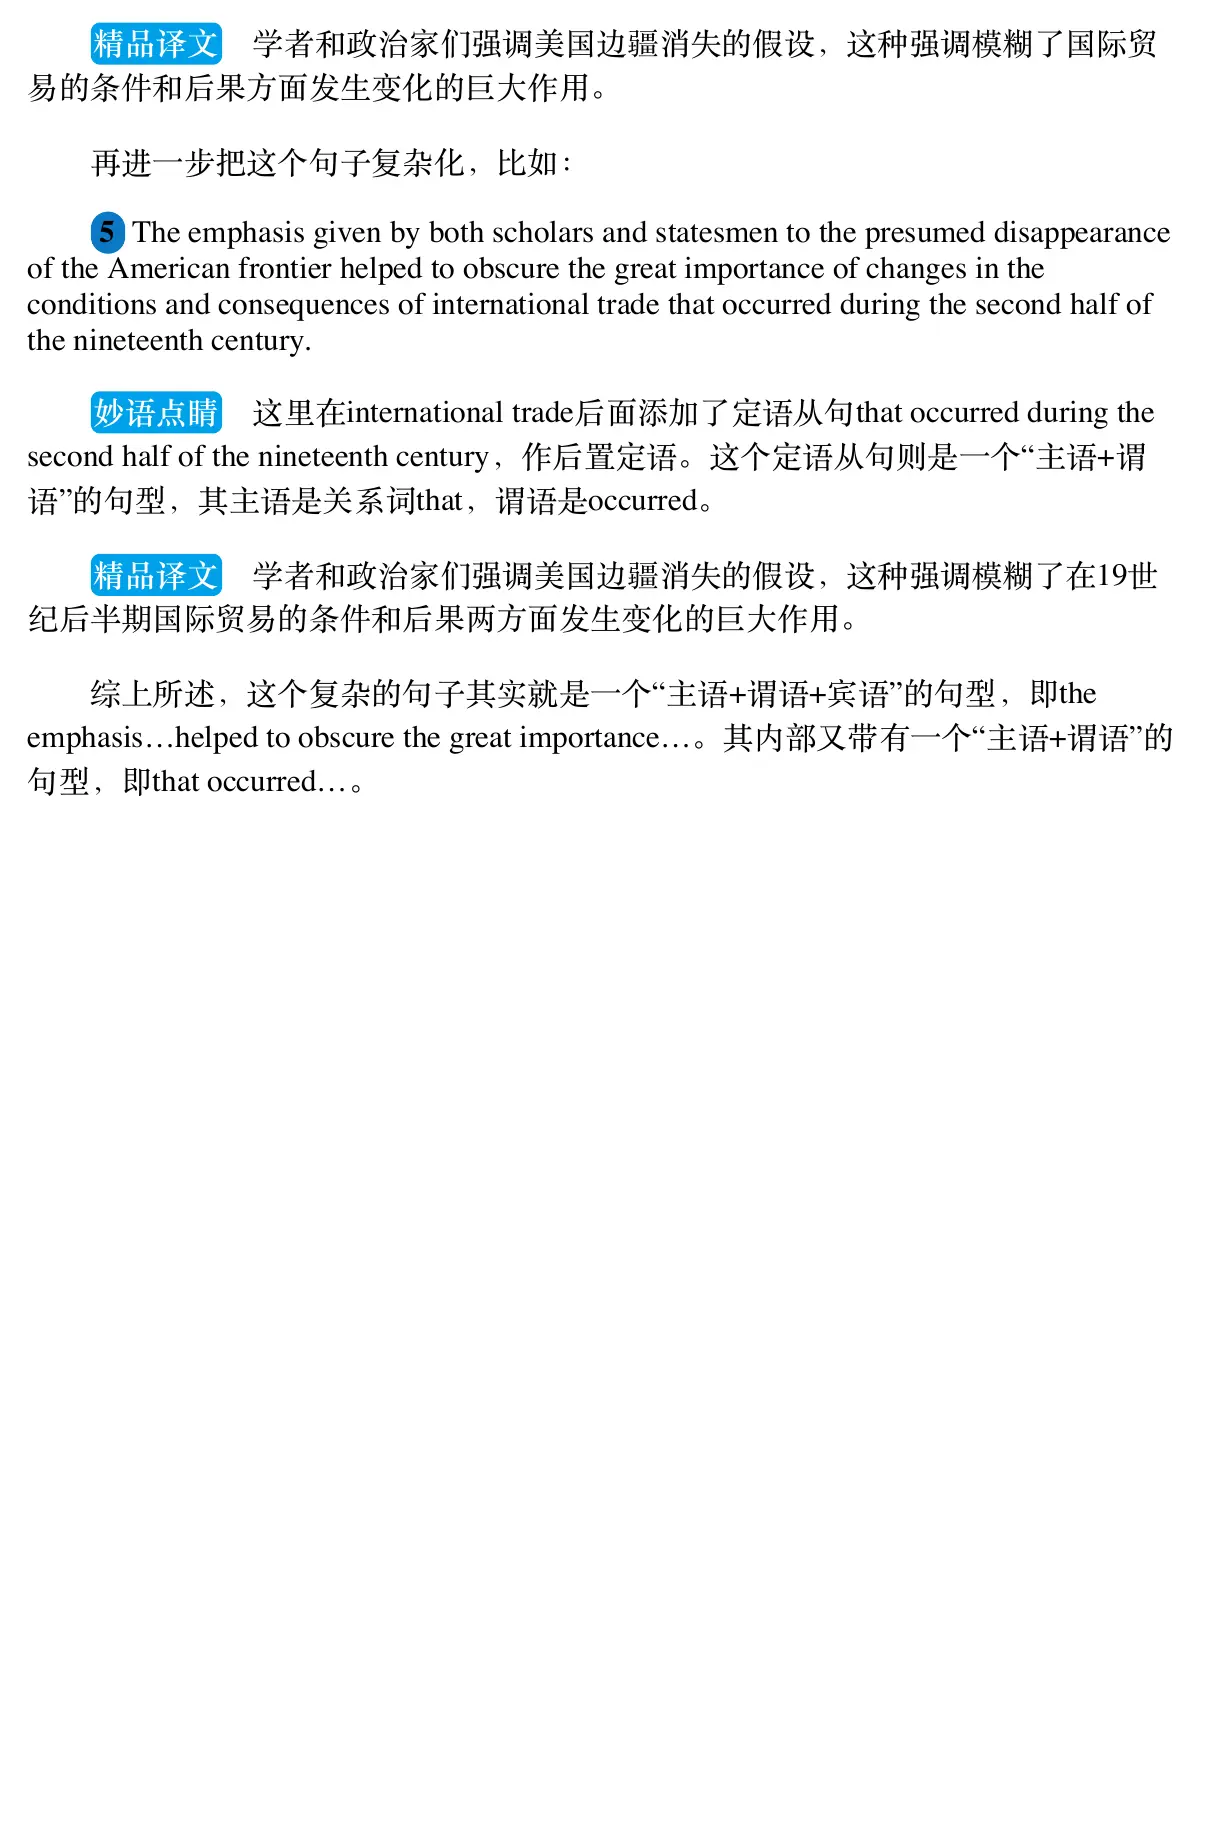 精品译文　学者和政治家们强调美国边疆消失的假设，这种强调模糊了国际贸
易的条件和后果方面发生变化的巨大作用。
再进一步把这个句子复杂化，比如：
5 The emphasis given by both scholars and statesmen to the presumed disappearance
of the American frontier helped to obscure the great importance of changes in the
conditions and consequences of international trade that occurred during the second half of
the nineteenth century.
妙语点睛　这里在international trade后面添加了定语从句that occurred during the
second half of the nineteenth century，作后置定语。这个定语从句则是一个“主语+谓
语”的句型，其主语是关系词that，谓语是occurred。
精品译文　学者和政治家们强调美国边疆消失的假设，这种强调模糊了在19世
纪后半期国际贸易的条件和后果两方面发生变化的巨大作用。
综上所述，这个复杂的句子其实就是一个“主语+谓语+宾语”的句型，即the
emphasis…helped to obscure the great importance…。其内部又带有一个“主语+谓语”的
句型，即that occurred…。